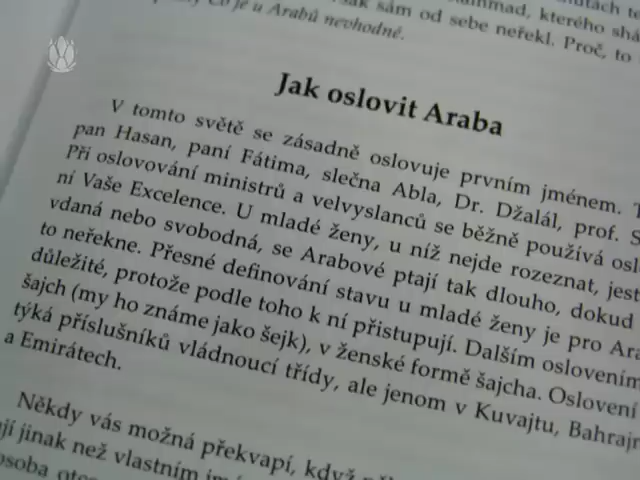 sám od sebe neřekl. Proč, to
Co je u Arabů nevhodné.
Jak oslovit Araba
V tomto světě se zásadně oslovuje prvním jménem. T
pan Hasan, paní Fátima, slečna Abla, Dr. Džalál, prof. S
Při oslovování ministrů a velvyslanců se běžně používá oslo
ní Vaše Excelence. U mladé ženy, u níž nejde rozeznat, jest
vdaná nebo svobodná, se Arabové ptají tak dlouho, dokud
to neřekne. Přesné definování stavu u mladé ženy je pro Ara
důležité, protože podle toho k ní přistupují. Dalším oslovením
šajch (my ho známe jako šejk), v ženské formě šajcha. Oslovení
týká příslušníků vládnoucí třídy, ale jenom v Kuvajtu, Bahrajn
a Emirátech.
Někdy vás možná překvapí, když
jí jinak než vlastním
osoba